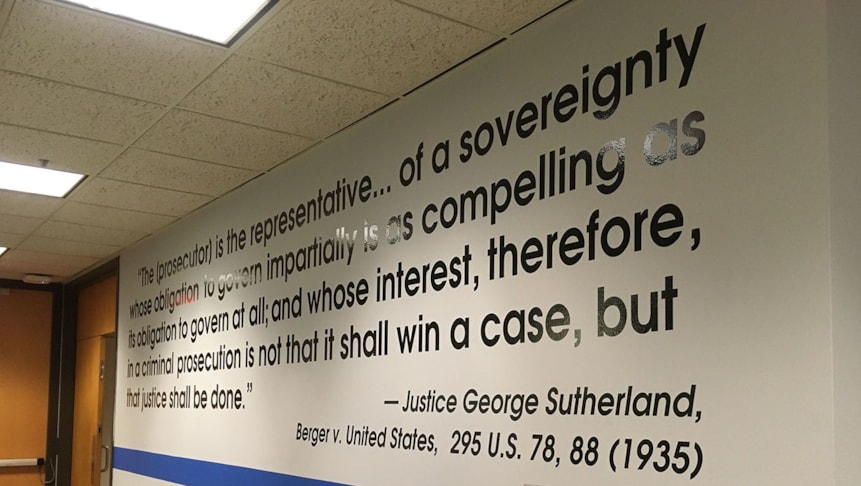 "The (prosecutor) is the representative... of a sovereignty
whose obligation to govern impartially is as compelling as
its obligation to govern at all; and whose interest, therefore,
in a criminal prosecution is not that it shall win a case, but
that justice shall be done."
—Justice George Sutherland,
Berger v. United States, 295 U.S. 78, 88 (1935)